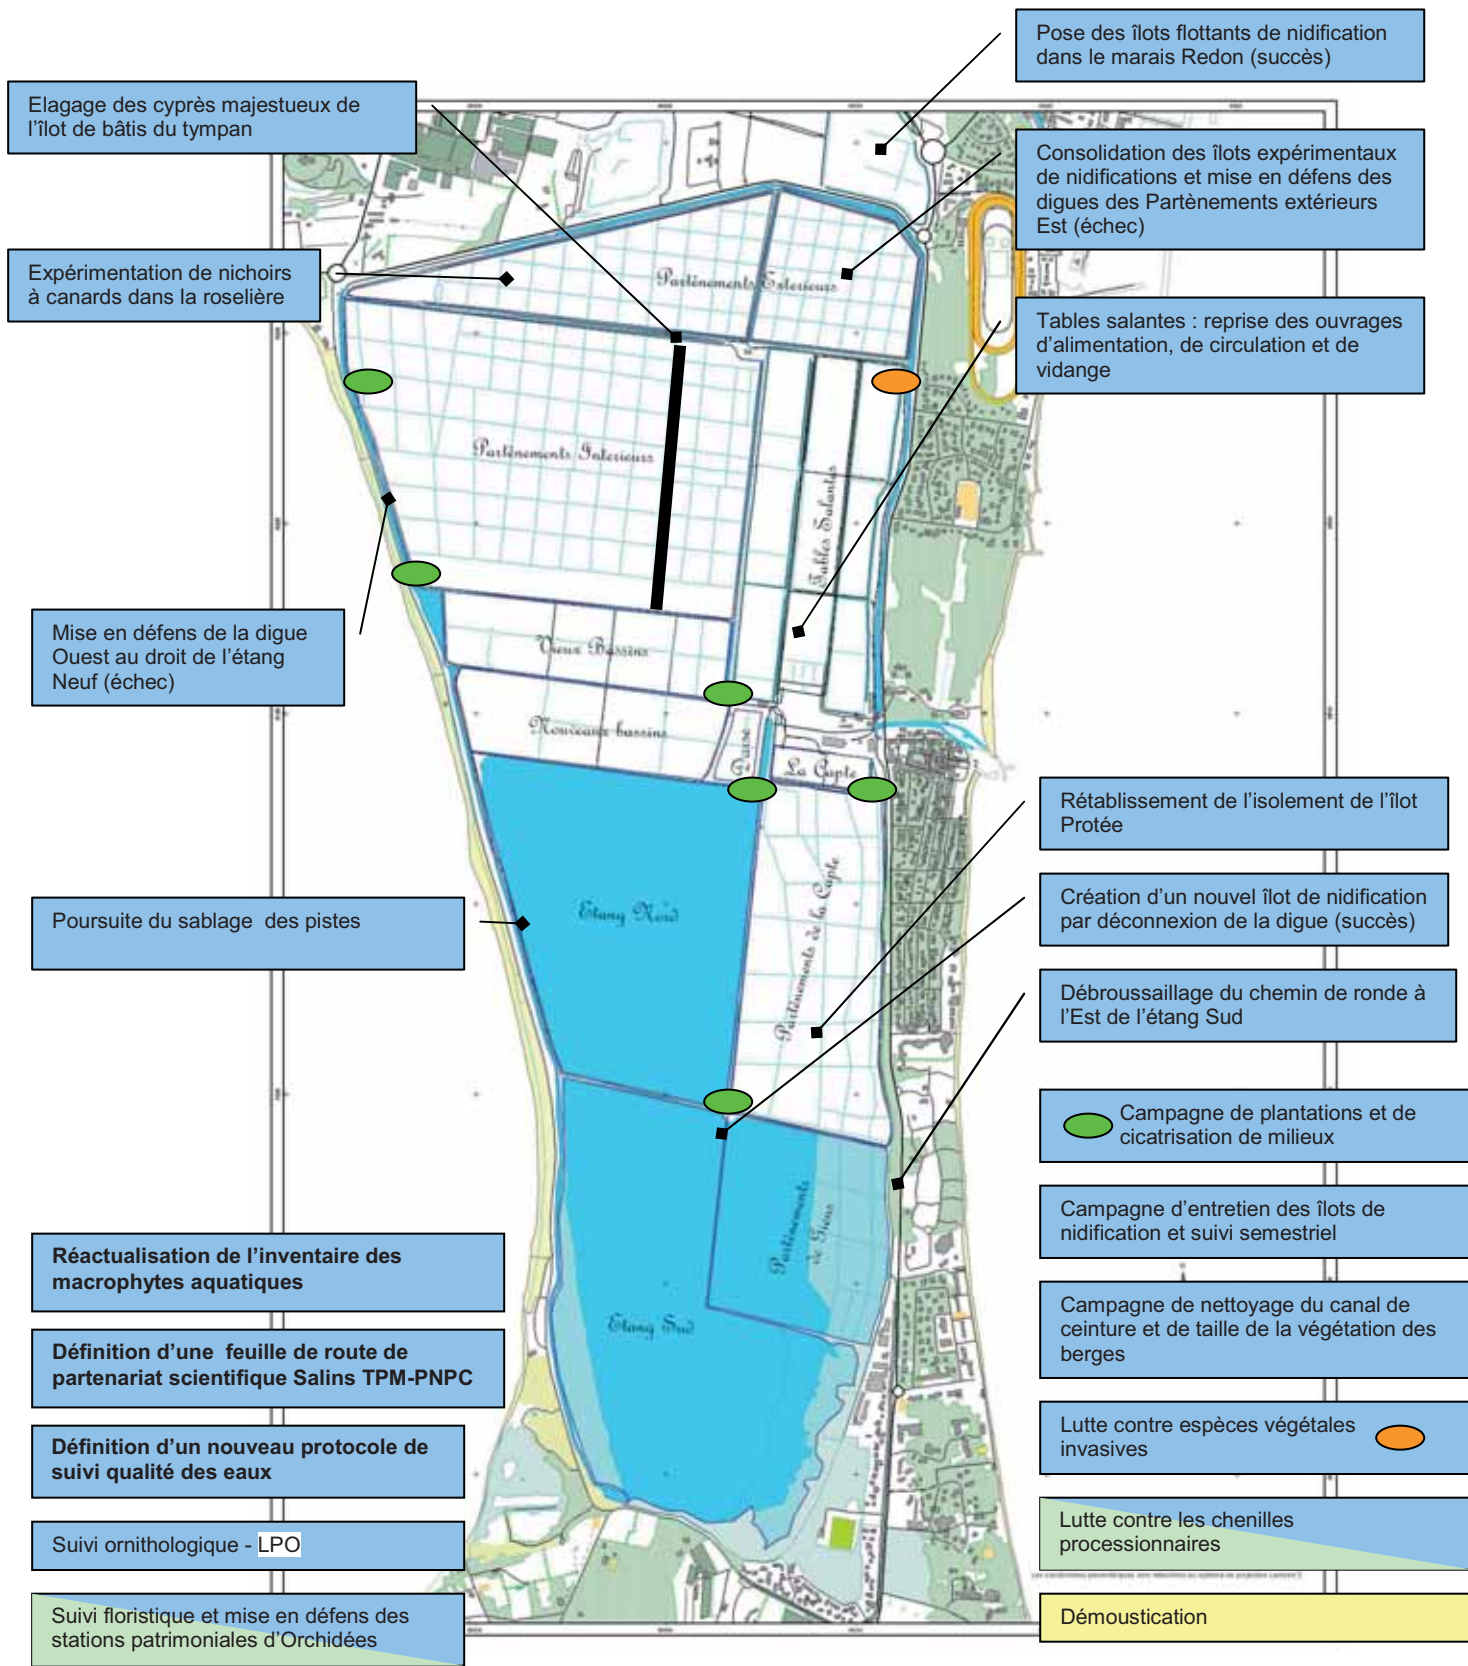 Pose des îlots flottants de nidification
dans le marais Redon (succès)
Elagage des cyprès majestueux de
l'îlot de bâtis du tympan
Consolidation des îlots expérimentaux
de nidifications et mise en défens des
digues des Partènements extérieurs
Est (échec)
Expérimentation de nichoirs
à canards dans la roselière
Partènements Exterieurs
Tables salantes : reprise des ouvrages
d'alimentation, de circulation et de
vidange
Partènements Interieurs
Tables Salantes
Mise en défens de la digue
Ouest au droit de l'étang
Neuf (échec)
Vieux Bassins
Nouveaux bassins
La Capte
Rétablissement de l'isolement de l'îlot
Protée
Poursuite du sablage des pistes
Etang Nord
Partènements de la Capte
Création d'un nouvel îlot de nidification
par déconnexion de la digue (succès)
Débroussaillage du chemin de ronde à
l'Est de l'étang Sud
Campagne de plantations et de
cicatrisation de milieux
Partènements
de Giens
Etang Sud
Campagne d'entretien des îlots de
nidification et suivi semestriel
Réactualisation de l'inventaire des
macrophytes aquatiques
Campagne de nettoyage du canal de
ceinture et de taille de la végétation des
berges
Définition d'une feuille de route de
partenariat scientifique Salins TPM-PNPC
Lutte contre espèces végétales
invasives
Définition d'un nouveau protocole de
suivi qualité des eaux
Lutte contre les chenilles
processionnaires
Suivi ornithologique - LPO
Suivi floristique et mise en défens des
stations patrimoniales d'Orchidées
Démoustication